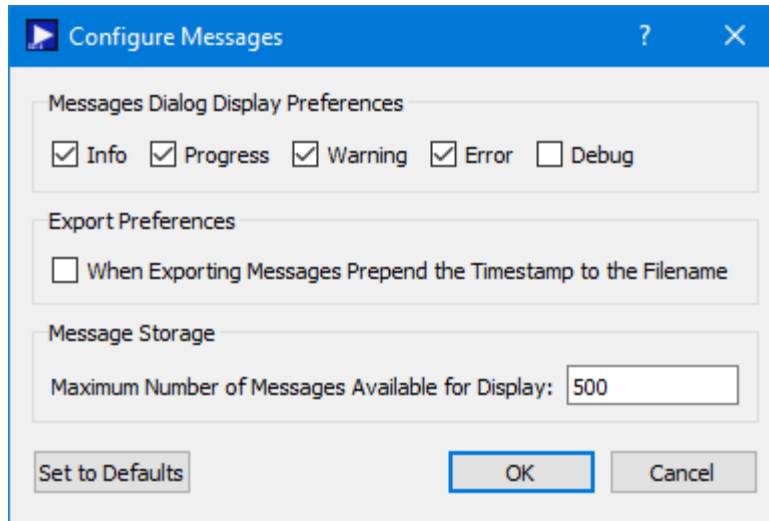 Configure Messages
Messages Dialog Display Preferences
Info Progress Warning Error Debug
Export Preferences
When Exporting Messages Prepend the Timestamp to the Filename
Message Storage
Maximum Number of Messages Available for Display: 500
Set to Defaults OK Cancel